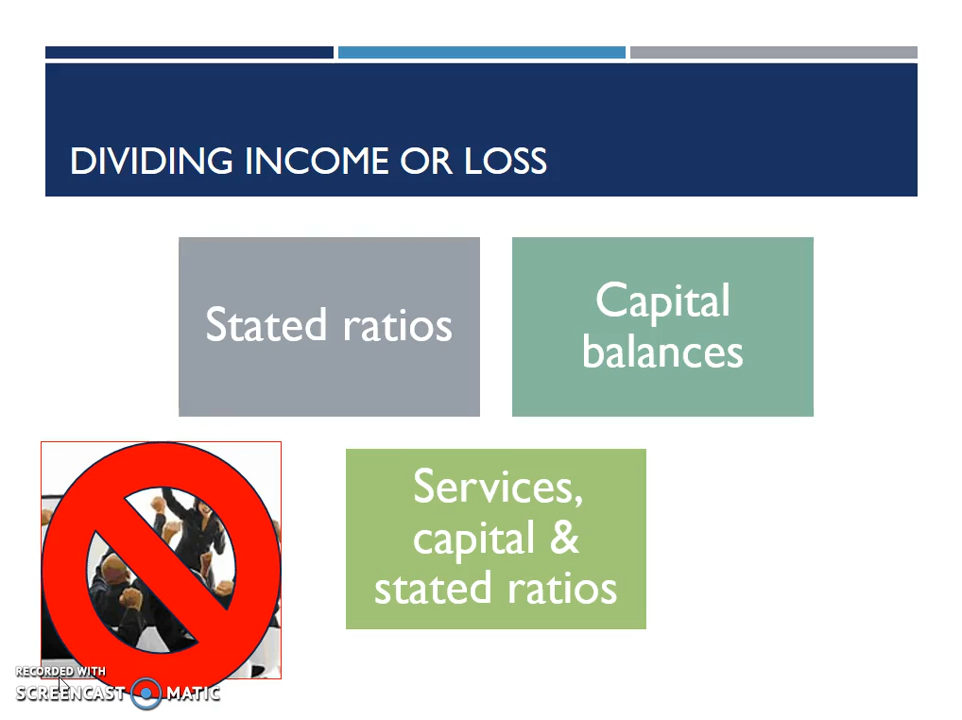 DIVIDING INCOME OR LOSS
Stated ratios
Capital
balances
Services,
capital &
stated ratios
RECORDED WITH
SCREENCAST MATIC